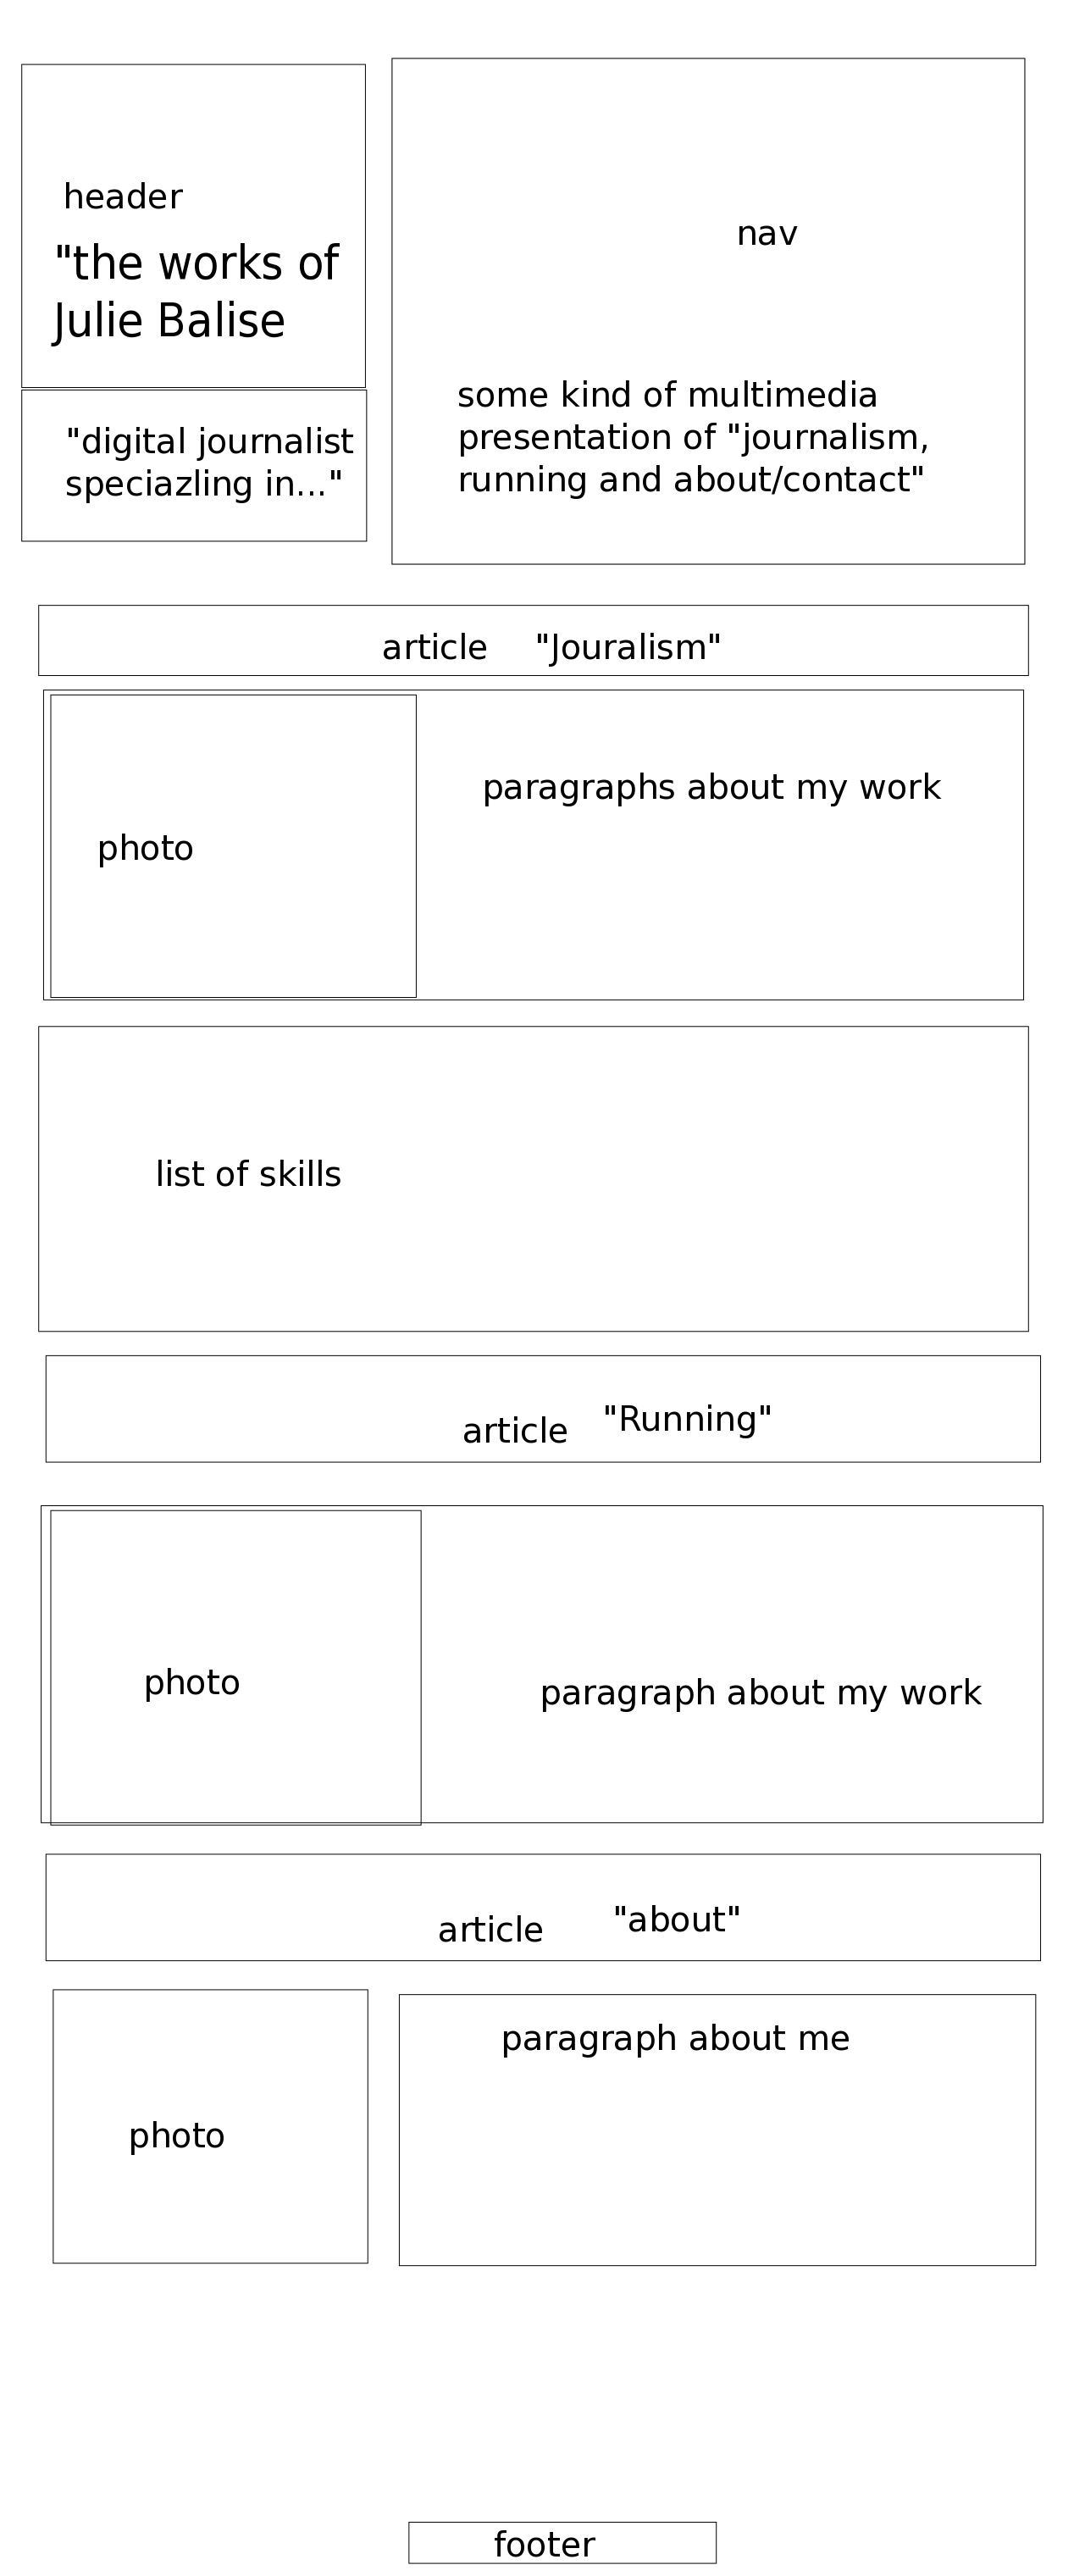 header
"the works of
Julie Balise
"digital journalist
speciazling in..."
nav
some kind of multimedia
presentation of "journalism,
running and about/contact"
article "Jouralism"
photo
paragraphs about my work
list of skills
article "Running"
photo
paragraph about my work
article "about"
photo
paragraph about me
footer